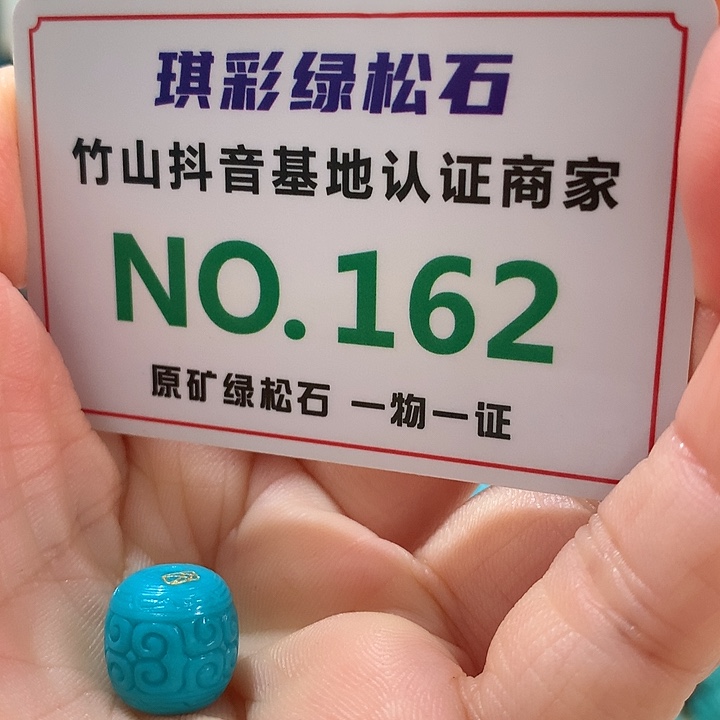 琪彩绿松石
竹山抖音基地认证商家
NO.162
原矿绿松石 一物一证